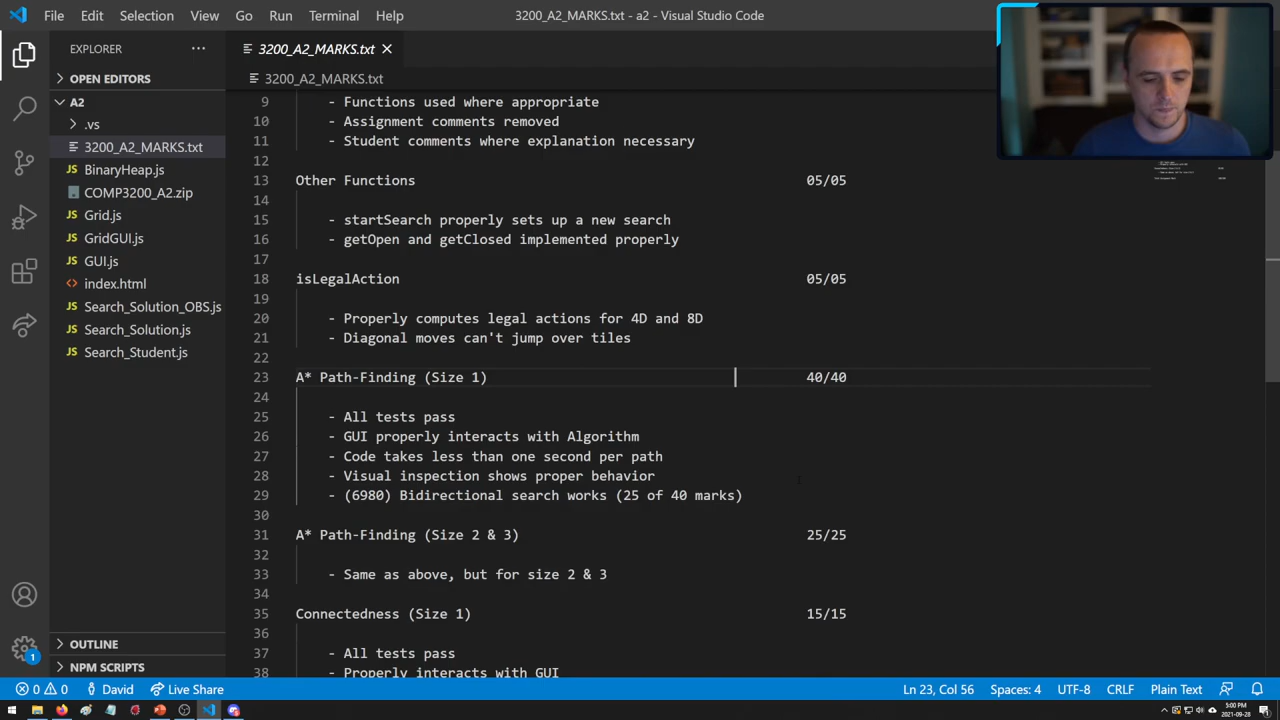 File Edit Selection View Go Run Terminal Help
3200_A2_MARKS.txt - a2 - Visual Studio Code
EXPLORER
OPEN EDITORS
A2
.vs
3200_A2_MARKS.txt
BinaryHeap.js
COMP3200_A2.zip
Grid.js
GridGUI.js
GUI.js
index.html
Search_Solution_OBS.js
Search_Solution.js
Search_Student.js
OUTLINE
NPM SCRIPTS
3200_A2_MARKS.txt
3200_A2_MARKS.txt
9 - Functions used where appropriate
10 - Assignment comments removed
11 - Student comments where explanation necessary
12
13 Other Functions 05/05
14
15 - startSearch properly sets up a new search
16 - getOpen and getClosed implemented properly
17
18 isLegalAction 05/05
19
20 - Properly computes legal actions for 4D and 8D
21 - Diagonal moves can't jump over tiles
22
23 A* Path-Finding (Size 1) 40/40
24
25 - All tests pass
26 - GUI properly interacts with Algorithm
27 - Code takes less than one second per path
28 - Visual inspection shows proper behavior
29 - (6980) Bidirectional search works (25 of 40 marks)
30
31 A* Path-Finding (Size 2 & 3) 25/25
32
33 - Same as above, but for size 2 & 3
34
35 Connectedness (Size 1) 15/15
36
37 - All tests pass
38 - Properly interacts with GUI
1
0 0 David Live Share Ln 23, Col 56 Spaces: 4 UTF-8 CRLF Plain Text
5:00 PM
2021-09-28